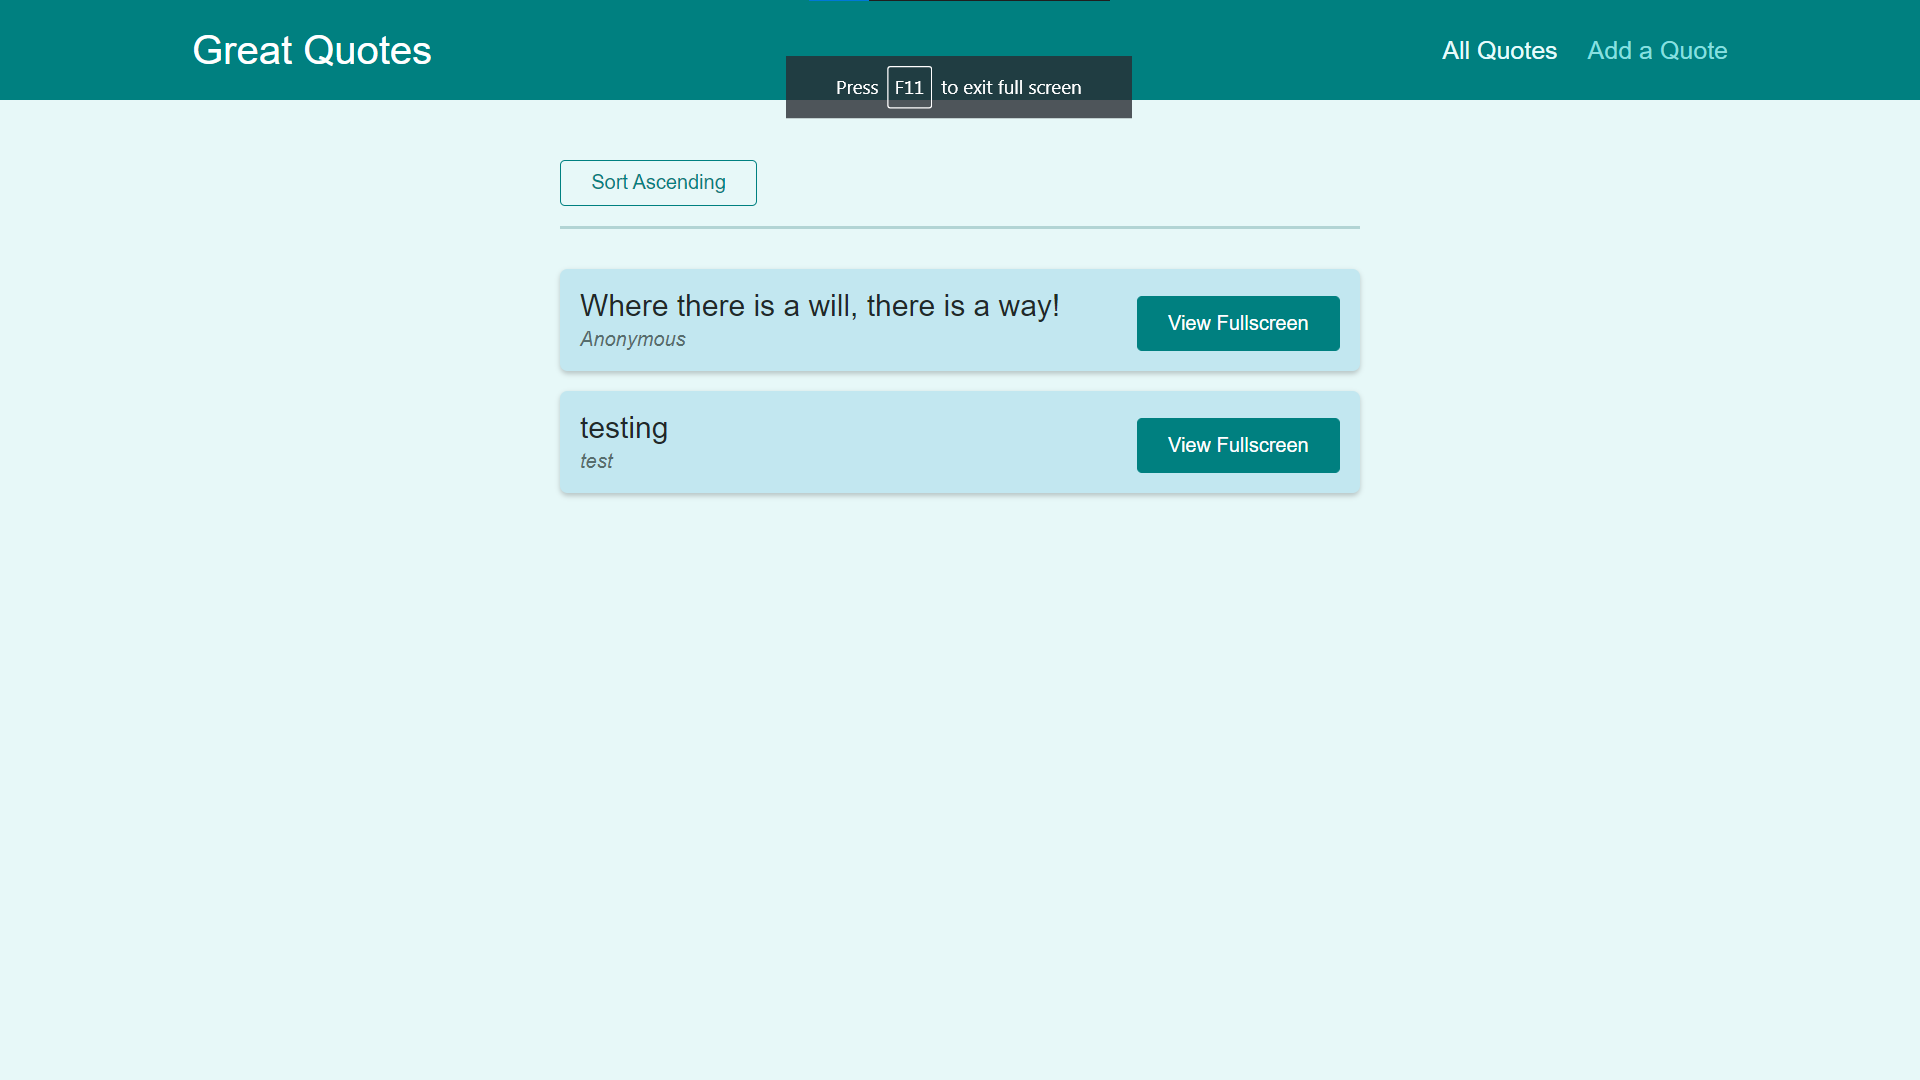 Great Quotes
All Quotes
Add a Quote
Press F11 to exit full screen
Sort Ascending
Where there is a will, there is a way!
Anonymous
View Fullscreen
testing
test
View Fullscreen